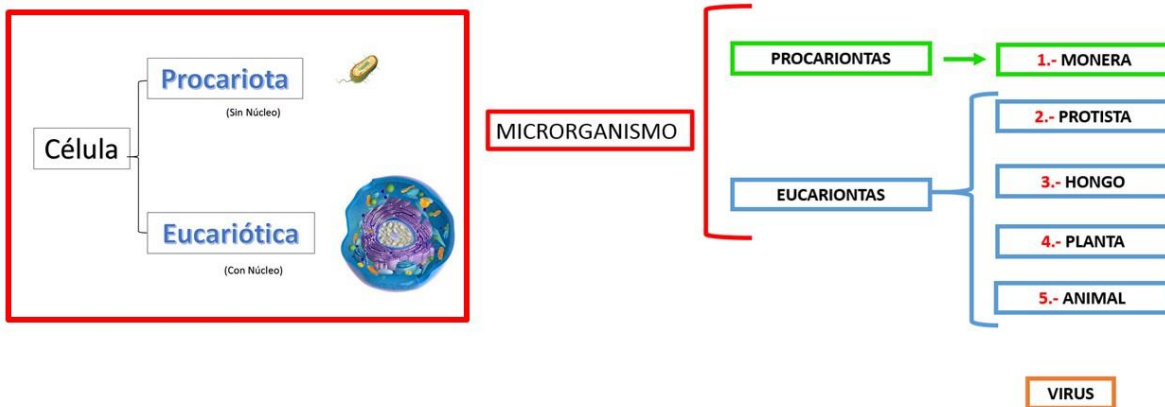 Célula
Procariota
(Sin Núcleo)
Eucariótica
(Con Núcleo)
MICRORGANISMO
PROCARIONTAS
1.- MONERA
EUCARIONTAS
2.- PROTISTA
3.- HONGO
4.- PLANTA
5.- ANIMAL
VIRUS